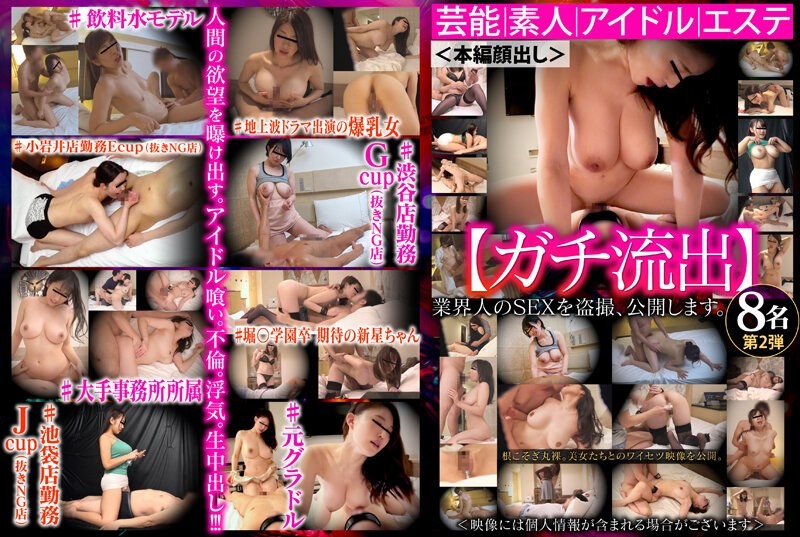 芸能|素人|アイドル|エステ
<本編顔出し>
【ガチ流出】
業界人のSEXを盗撮、公開します。
8名
第2弾
根こそぎ丸裸。美女たちとのワイセツ映像を公開。
<映像には個人情報が含まれる場合がございます>
人間の欲望を曝け出す。アイドル喰い。不倫。浮気。生中出し!!!
#飲料水モデル
#地上波ドラマ出演の爆乳女
#小岩井店勤務Ecup(抜きNG店)
#渋谷店勤務
Gcup(抜きNG店)
#堀○学園卒 期待の新星ちゃん
#大手事務所所属
#池袋店勤務
Jcup(抜きNG店)
#元グラドル